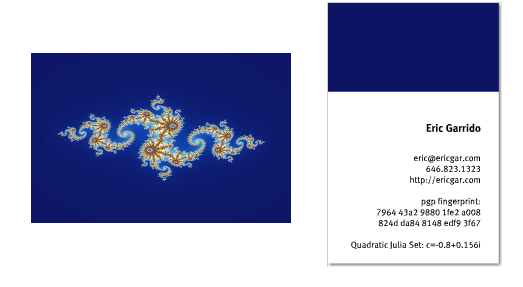 Eric Garrido
eric@ericgar.com
646.823.1323
http://ericgar.com
pgp fingerprint:
7964 43a2 9880 1fe2 a008
824d da84 8148 edf9 3f67
Quadratic Julia Set: c=-0.8+0.156i